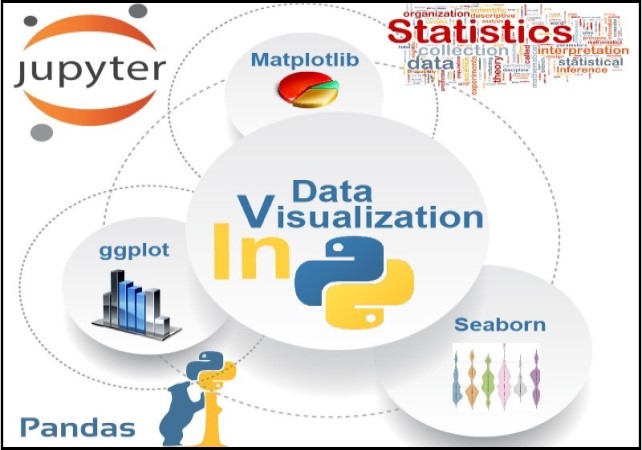 jupyter
organization
descriptive
Statistics
collection
interpretation
data
statistical
inference
theory
Matplotlib
Data
Visualization
In
ggplot
Seaborn
Pandas